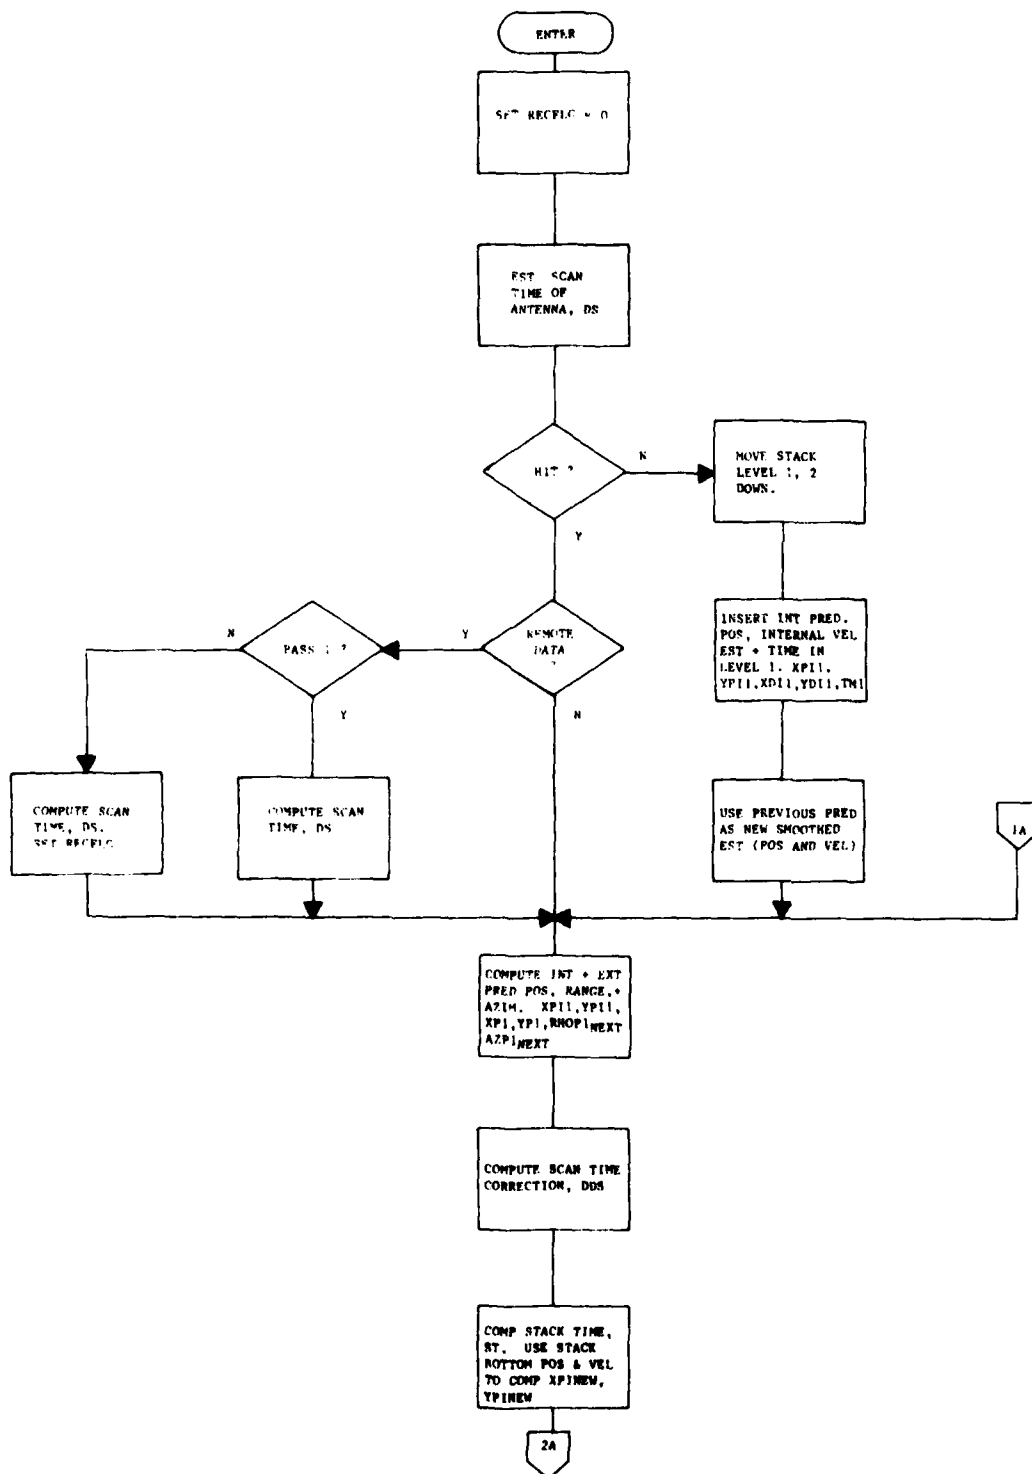 ENTER
SET RECFLG = 0
EST SCAN
TIME OF
ANTENNA, DS
HIT ?
N
Y
MOVE STACK
LEVEL 1, 2
DOWN.
REMOTE
DATA
?
Y
N
PASS 1 ?
N
Y
INSERT INT PRED.
POS, INTERNAL VEL
EST + TIME IN
LEVEL 1. XPI1,
YPI1,XDI1,YDI1,TM1
COMPUTE SCAN
TIME, DS.
SET RECFLG
COMPUTE SCAN
TIME, DS
USE PREVIOUS PRED
AS NEW SMOOTHED
EST (POS AND VEL)
1A
COMPUTE INT + EXT
PRED POS, RANGE,+
AZIM. XPI1,YPI1,
XP1,YP1,RHOP1NEXT
AZP1NEXT
COMPUTE SCAN TIME
CORRECTION, DDS
COMP STACK TIME,
ST. USE STACK
BOTTOM POS & VEL
TO COMP XPINEW,
YPINEW
2A